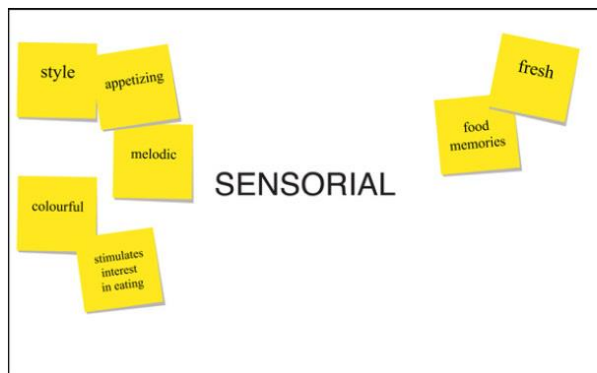 style
appetizing
melodic
colourful
stimulates
interest
in eating
SENSORIAL
fresh
food
memories